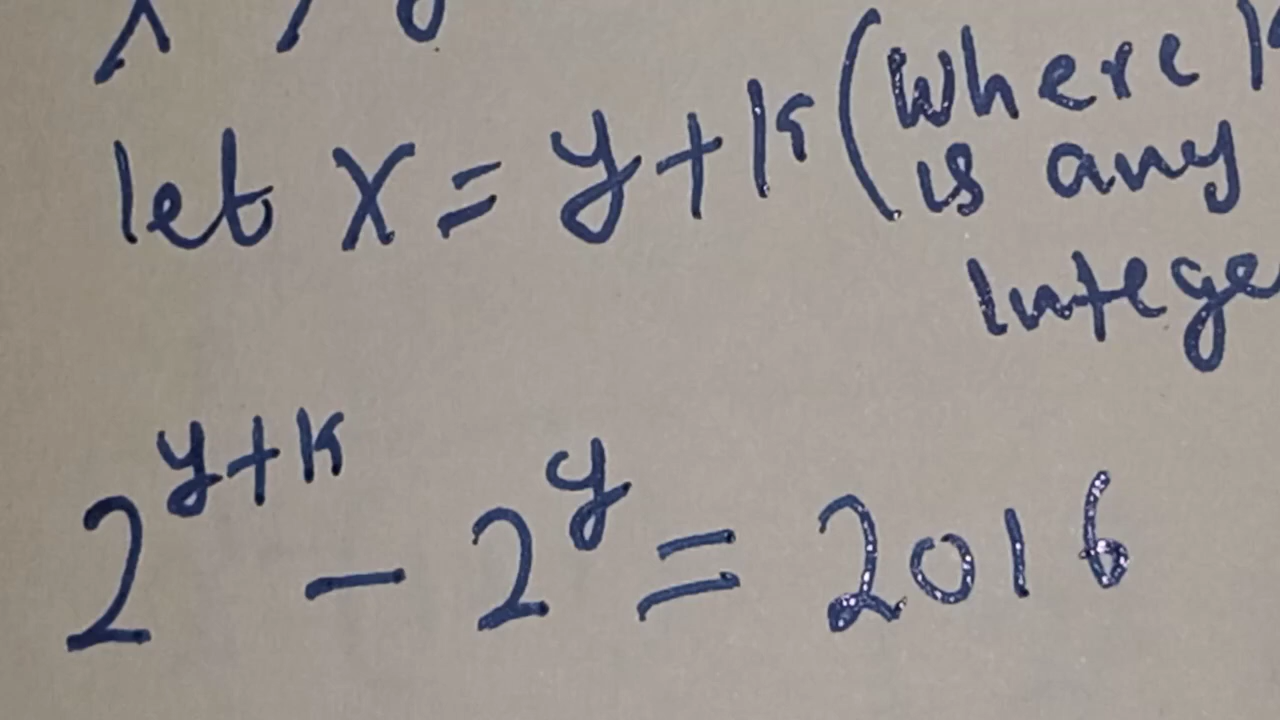 let x = y + k (Where k
is any
Intege
2^{y+k} - 2^y = 2016